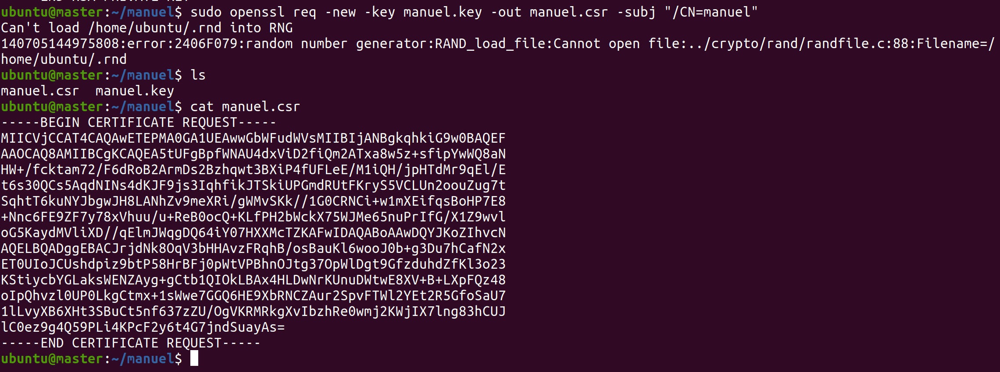 END RSA PRIVATE KEY
ubuntu@master:~/manuel$ sudo openssl req -new -key manuel.key -out manuel.csr -subj "/CN=manuel"
Can't load /home/ubuntu/.rnd into RNG
140705144975808:error:2406F079:random number generator:RAND_load_file:Cannot open file:../crypto/rand/randfile.c:88:Filename=/
home/ubuntu/.rnd
ubuntu@master:~/manuel$ ls
manuel.csr  manuel.key
ubuntu@master:~/manuel$ cat manuel.csr
-----BEGIN CERTIFICATE REQUEST-----
MIICVjCCAT4CAQAwETEPMA0GA1UEAwwGbWFudWVsMIIBIjANBgkqhkiG9w0BAQEF
AAOCAQ8AMIIBCgKCAQEA5tUFgBpfWNAU4dxViD2fiQm2ATxa8w5z+sfipYwWQ8aN
HW+/fcktam72/F6dRoB2ArmDs2Bzhqwt3BXiP4fUFLeE/M1iQH/jpHTdMr9qEl/E
t6s30QCs5AqdNINs4dKJF9js3IqhfikJTSkiUPGmdRUtFKryS5VCLUn2oouZug7t
SqhtT6kuNYJbgwJH8LANhZv9meXRi/gWMvSKk//1G0CRNCi+w1mXEifqsBoHP7E8
+Nnc6FE9ZF7y78xVhuu/u+ReB0ocQ+KLfPH2bWckX75WJMe65nuPrIfG/X1Z9wvl
oG5KaydMVliXD//qElmJWqgDQ64iY07HXXMcTZKAFwIDAQABoAAwDQYJKoZIhvcN
AQELBQADggEBACJrjdNk8OqV3bHHAvzFRqhB/osBauKl6wooJ0b+g3Du7hCafN2x
ET0UIoJCUshdpiz9btP58HrBFj0pWtVPBhnOJtg37OpWlDgt9GfzduhdZfKl3o23
KStiycbYGLaksWENZAyg+gCtb1QIOkLBAx4HLDwNrKUnuDWtwE8XV+B+LXpFQz48
oIpQhvzl0UP0LkgCtmx+1sWwe7GGQ6HE9XbRNCZAur2SpvFTWl2YEt2R5GfoSaU7
1lLvyXB6XHt3SBuCt5nf637zZU/OgVKRMRkgXvIbzhRe0wmj2KWjIX7lng83hCUJ
lC0ez9g4Q59PLi4KPcF2y6t4G7jndSuayAs=
-----END CERTIFICATE REQUEST-----
ubuntu@master:~/manuel$